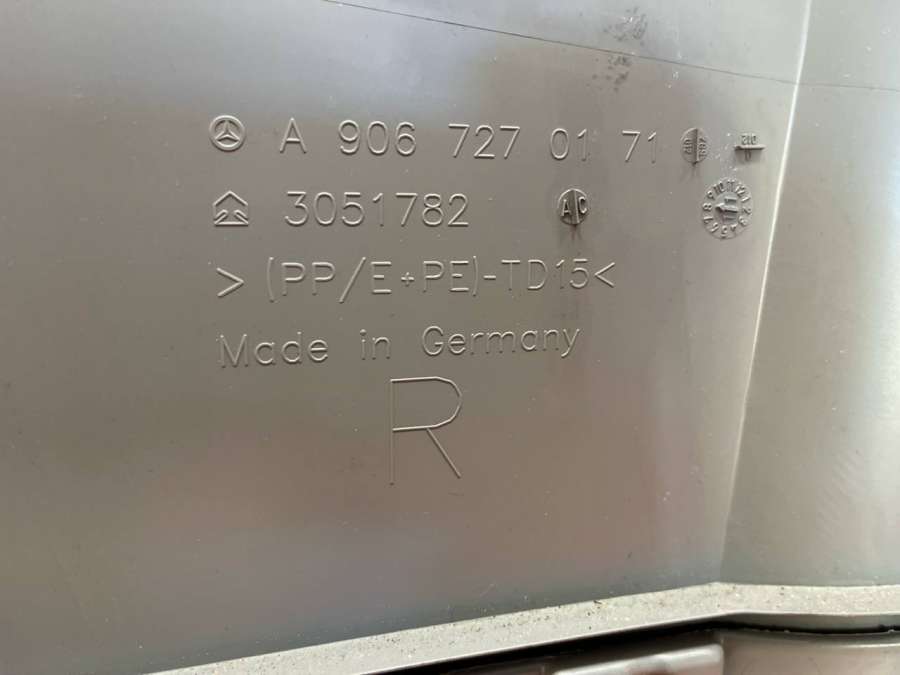 A 906 727 01 71
3051782 A C
>(PP/E+PE)-TD15<
Made in Germany
R